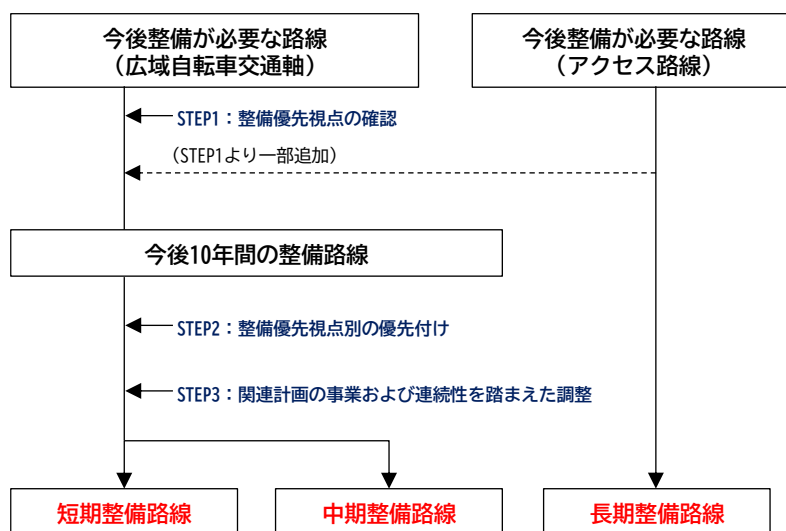 今後整備が必要な路線
（広域自転車交通軸）
今後整備が必要な路線
（アクセス路線）
STEP1：整備優先視点の確認
（STEP1より一部追加）
今後10年間の整備路線
STEP2：整備優先視点別の優先付け
STEP3：関連計画の事業および連続性を踏まえた調整
短期整備路線
中期整備路線
長期整備路線